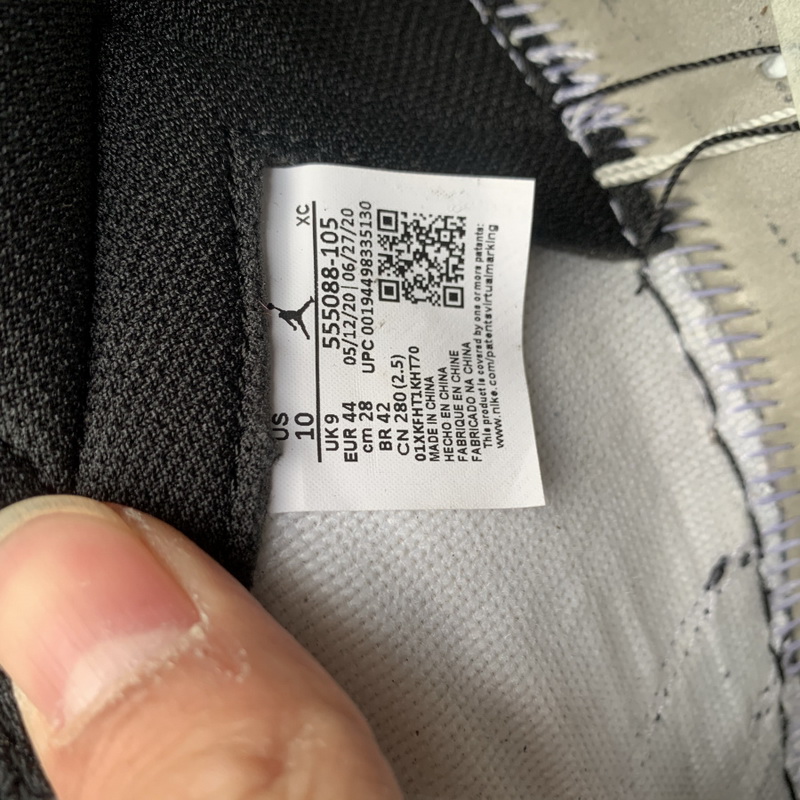 US
10
XC
UK 9
555088-105
EUR 44
05/12/20 | 06/27/20
cm 28
UPC 00194498335130
BR 42
CN 280 (2.5)
01XKFHT1KHT70
MADE IN CHINA
HECHO EN CHINA
FABRIQUE EN CHINE
FABRICADO NA CHINA
This product is covered by one or more patents:
www.nike.com/patentsvirtualmarking